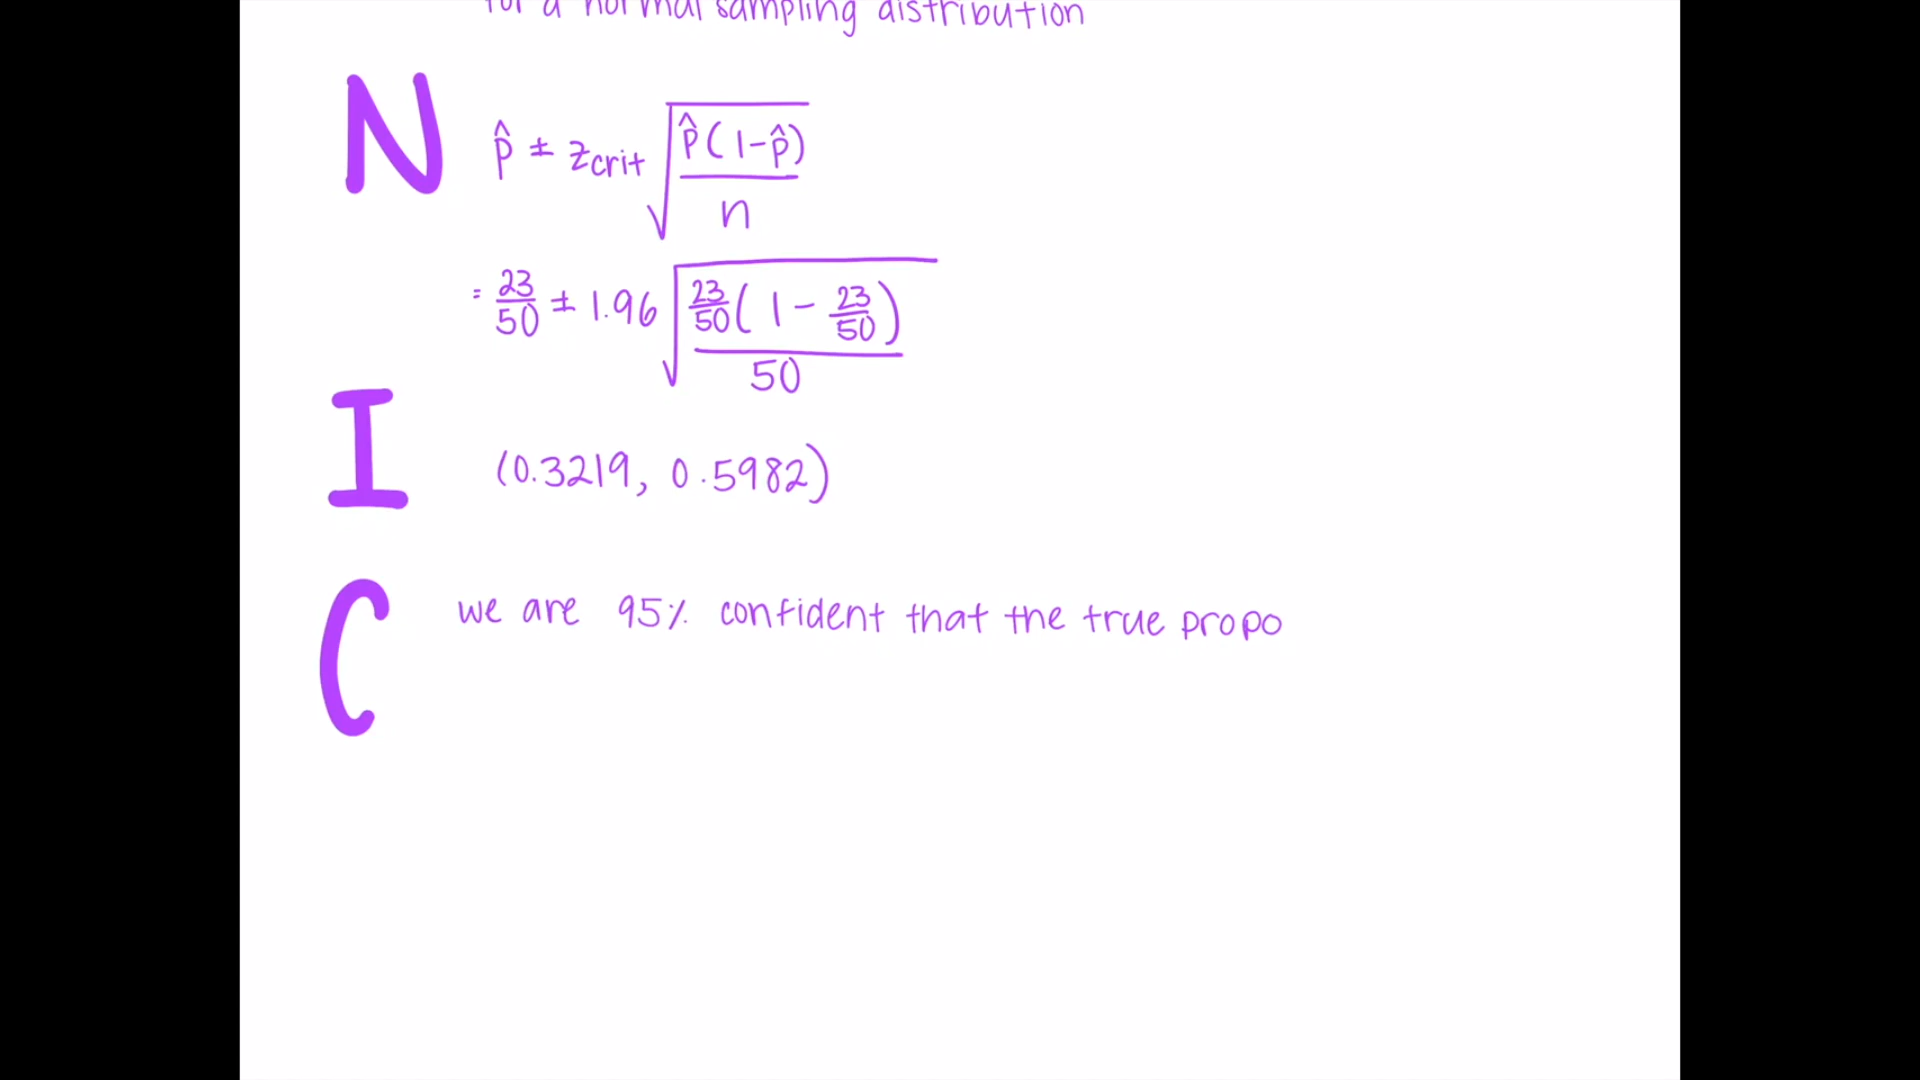 for a normal sampling distribution
N p̂ ± zcrit √(p̂(1-p̂)/n)
= 23/50 ± 1.96 √(23/50(1 - 23/50)/50)
I (0.3219, 0.5982)
C we are 95% confident that the true propo